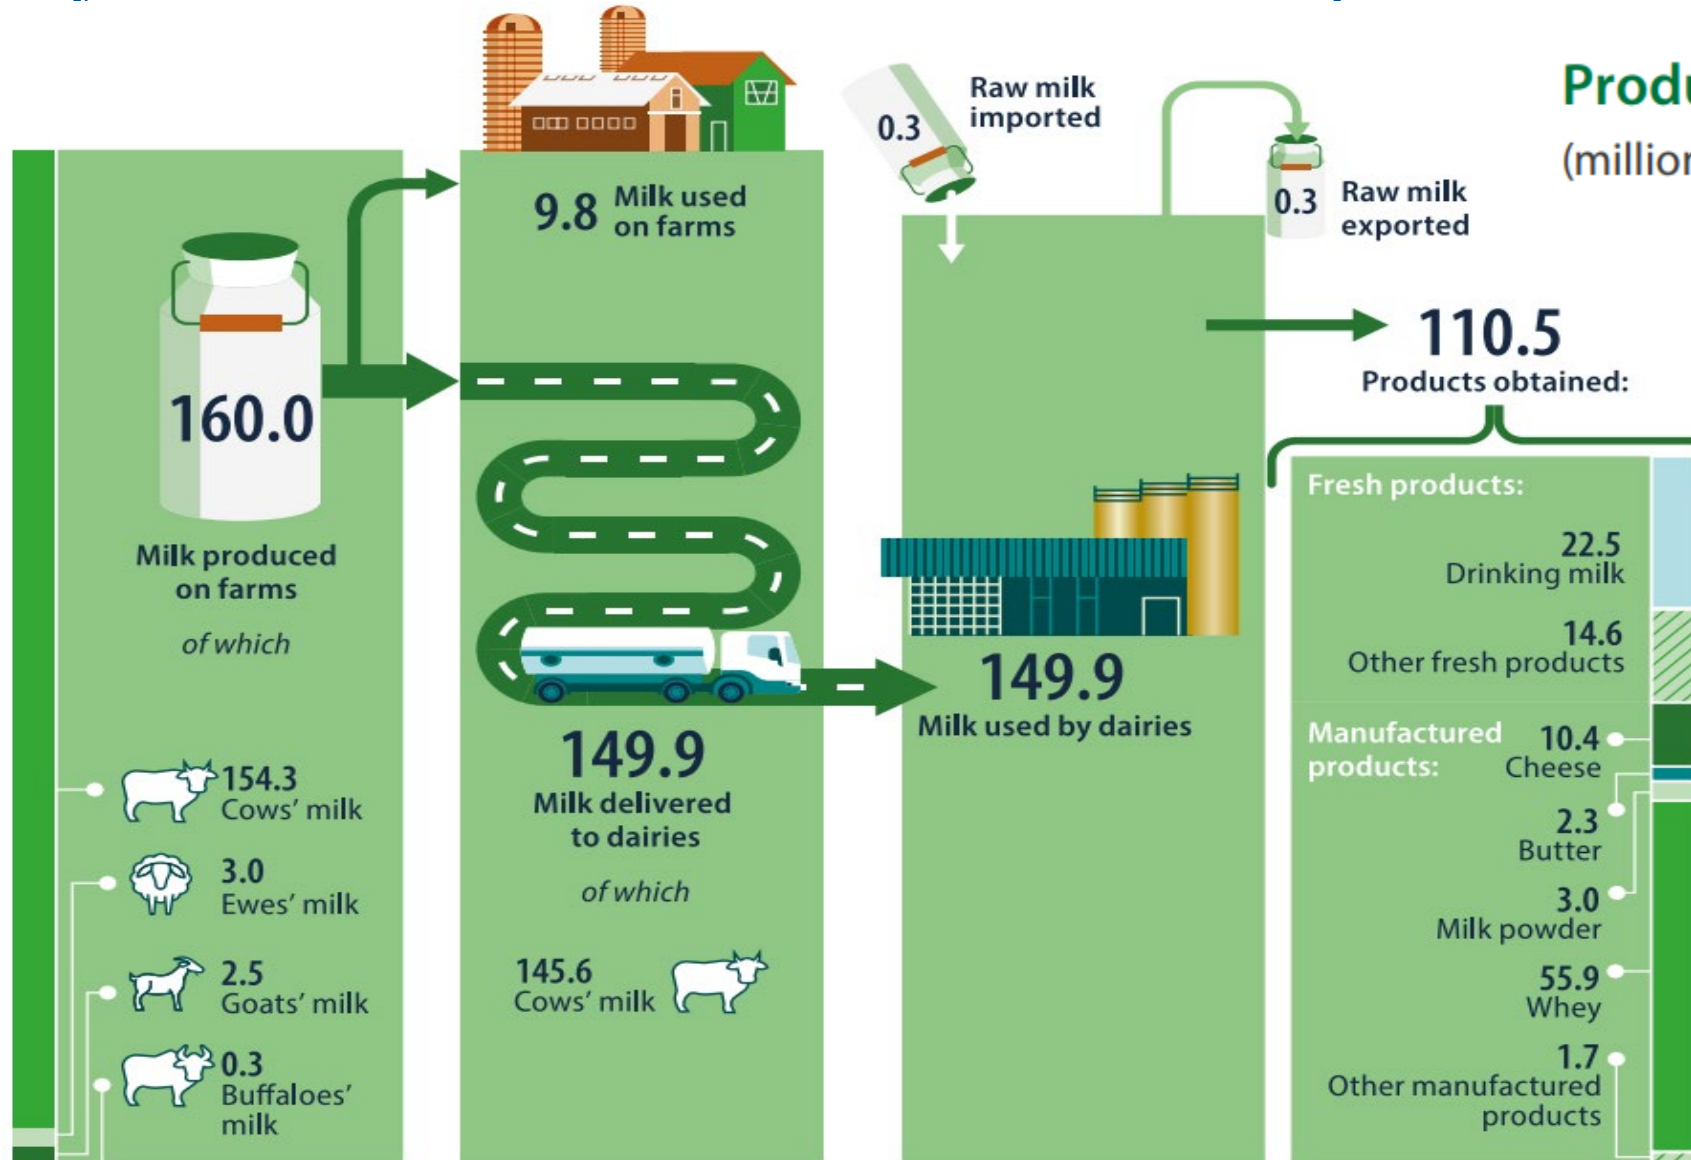 Produ
(million
160.0
Milk produced
on farms
of which
154.3
Cows' milk
3.0
Ewes' milk
2.5
Goats' milk
0.3
Buffaloes'
milk
9.8 Milk used
on farms
149.9
Milk delivered
to dairies
of which
145.6
Cows' milk
0.3
Raw milk
imported
0.3
Raw milk
exported
149.9
Milk used by dairies
110.5
Products obtained:
Fresh products:
22.5
Drinking milk
14.6
Other fresh products
Manufactured
products:
10.4
Cheese
2.3
Butter
3.0
Milk powder
55.9
Whey
1.7
Other manufactured
products